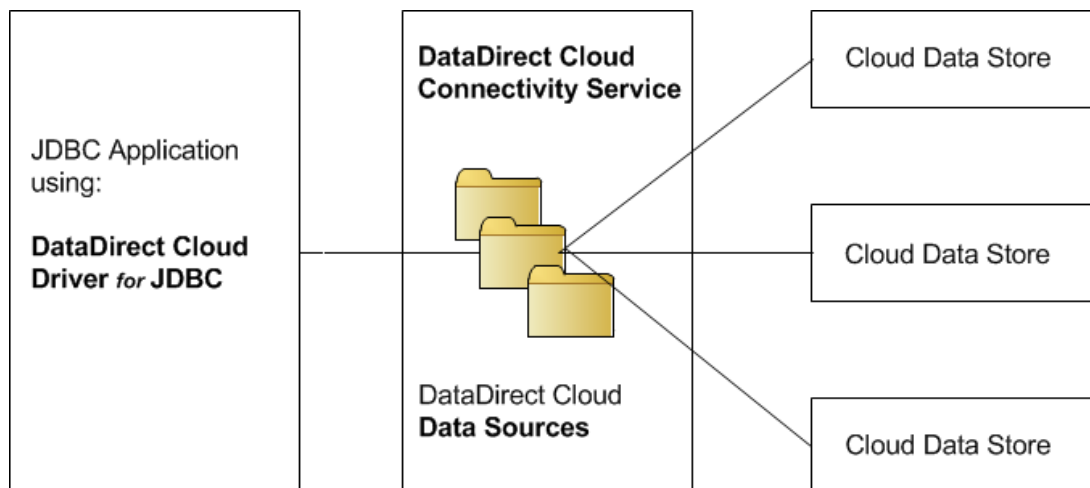 JDBC Application
using:
DataDirect Cloud
Driver for JDBC
DataDirect Cloud
Connectivity Service
DataDirect Cloud
Data Sources
Cloud Data Store
Cloud Data Store
Cloud Data Store